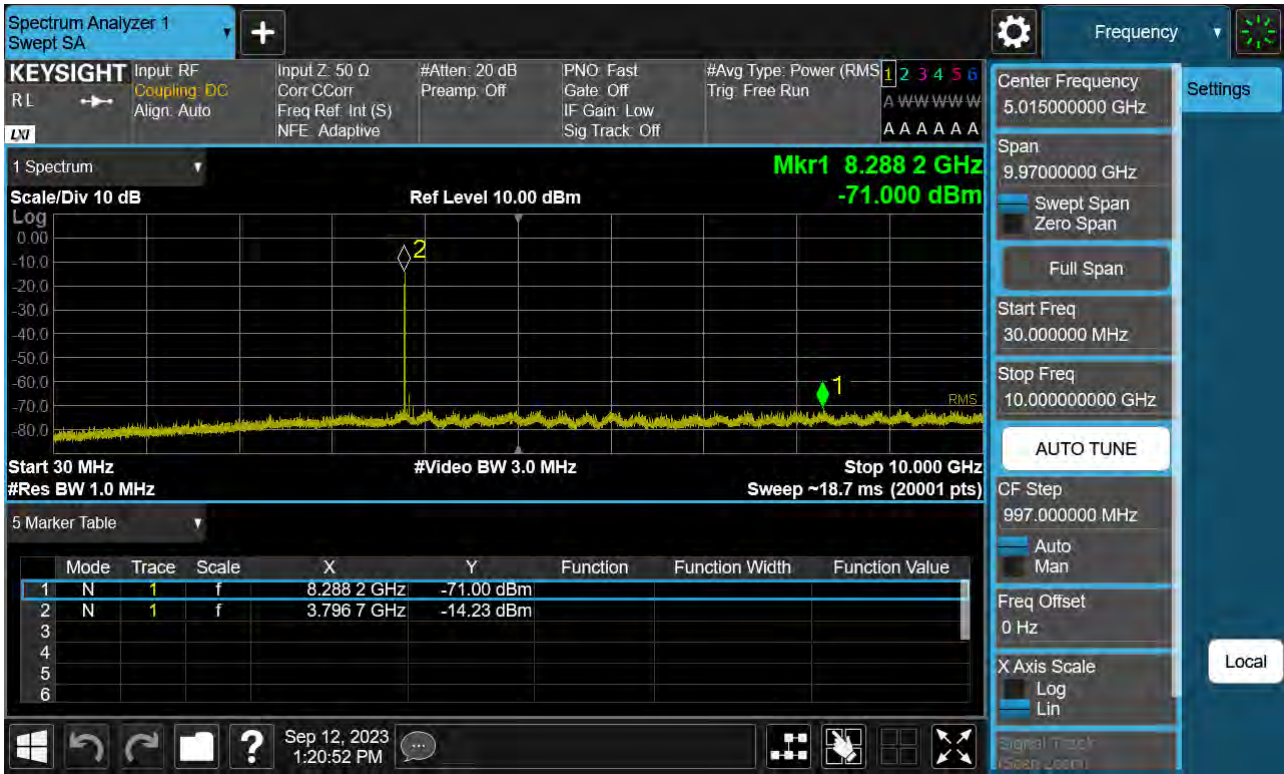 Spectrum Analyzer 1
Swept SA
+
Frequency
KEYSIGHT
RL
LXI
Input: RF
Coupling: DC
Align: Auto
Input Z: 50 Ω
Corr CCorr
Freq Ref: Int (S)
NFE: Adaptive
#Atten: 20 dB
Preamp: Off
PNO: Fast
Gate: Off
IF Gain: Low
Sig Track: Off
#Avg Type: Power (RMS
Trig: Free Run
1 2 3 4 5 6
A W W W W W
A A A A A A
1 Spectrum
Scale/Div 10 dB
Ref Level 10.00 dBm
Mkr1 8.288 2 GHz
-71.000 dBm
Log
0.00
-10.0
-20.0
-30.0
-40.0
-50.0
-60.0
-70.0
-80.0
2
1
RMS
Start 30 MHz
#Video BW 3.0 MHz
Stop 10.000 GHz
#Res BW 1.0 MHz
Sweep ~18.7 ms (20001 pts)
5 Marker Table
Mode Trace Scale X Y Function Function Width Function Value
1 N 1 f 8.288 2 GHz -71.00 dBm
2 N 1 f 3.796 7 GHz -14.23 dBm
3
4
5
6
Sep 12, 2023
1:20:52 PM
Center Frequency
5.015000000 GHz
Settings
Span
9.97000000 GHz
Swept Span
Zero Span
Full Span
Start Freq
30.000000 MHz
Stop Freq
10.000000000 GHz
AUTO TUNE
CF Step
997.000000 MHz
Auto
Man
Freq Offset
0 Hz
X Axis Scale
Log
Lin
Signal Track
(Span Zoom)
Local